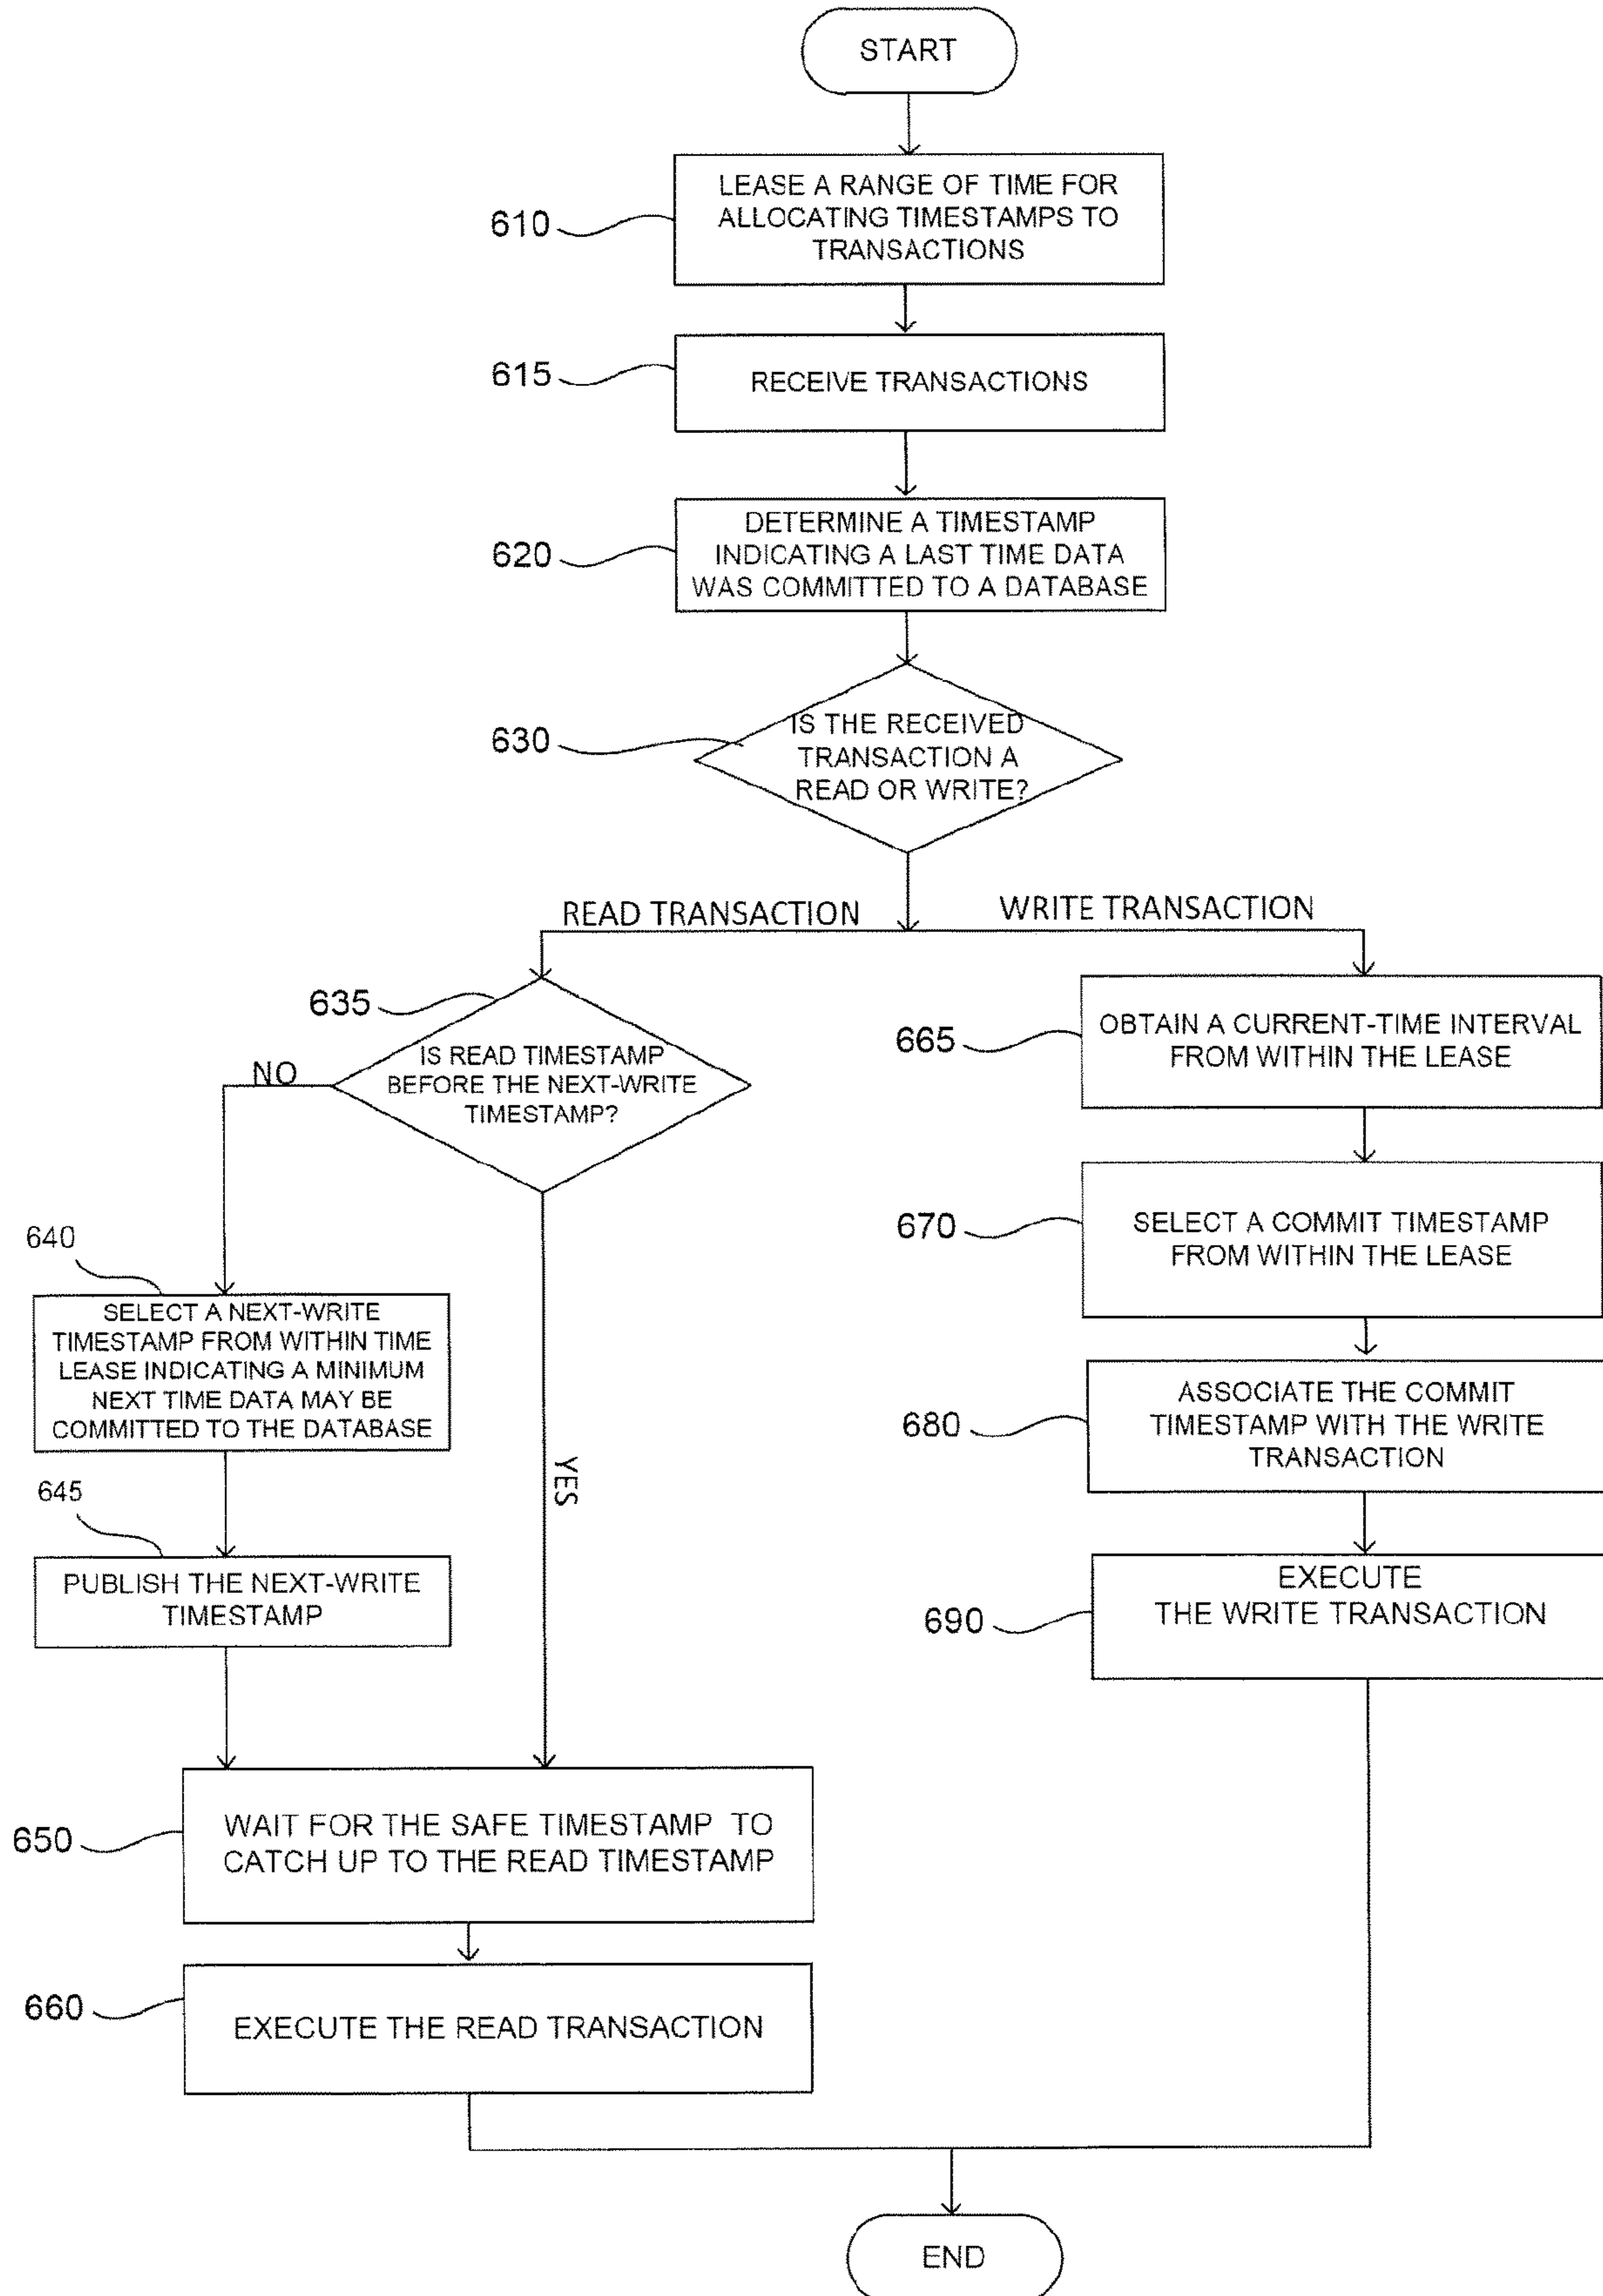 START
610
LEASE A RANGE OF TIME FOR
ALLOCATING TIMESTAMPS TO
TRANSACTIONS
615
RECEIVE TRANSACTIONS
620
DETERMINE A TIMESTAMP
INDICATING A LAST TIME DATA
WAS COMMITTED TO A DATABASE
630
IS THE RECEIVED
TRANSACTION A
READ OR WRITE?
READ TRANSACTION
WRITE TRANSACTION
635
IS READ TIMESTAMP
BEFORE THE NEXT-WRITE
TIMESTAMP?
NO
YES
640
SELECT A NEXT-WRITE
TIMESTAMP FROM WITHIN TIME
LEASE INDICATING A MINIMUM
NEXT TIME DATA MAY BE
COMMITTED TO THE DATABASE
645
PUBLISH THE NEXT-WRITE
TIMESTAMP
650
WAIT FOR THE SAFE TIMESTAMP TO
CATCH UP TO THE READ TIMESTAMP
660
EXECUTE THE READ TRANSACTION
665
OBTAIN A CURRENT-TIME INTERVAL
FROM WITHIN THE LEASE
670
SELECT A COMMIT TIMESTAMP
FROM WITHIN THE LEASE
680
ASSOCIATE THE COMMIT
TIMESTAMP WITH THE WRITE
TRANSACTION
690
EXECUTE
THE WRITE TRANSACTION
END